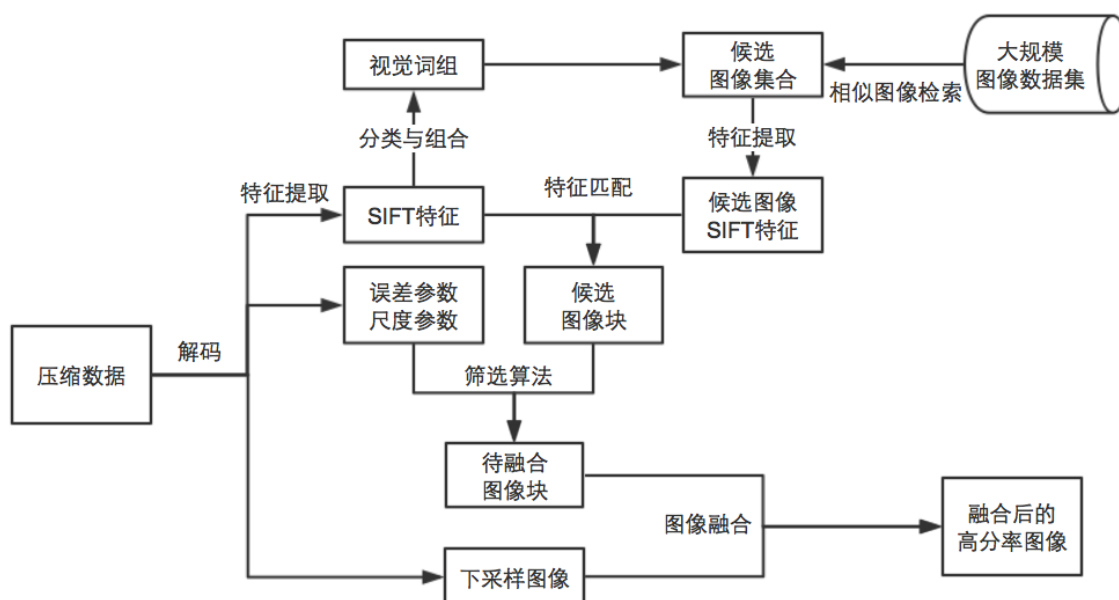 视觉词组
候选
图像集合
大规模
图像数据集
相似图像检索
分类与组合
特征提取
特征提取
SIFT特征
特征匹配
候选图像
SIFT特征
误差参数
尺度参数
候选
图像块
压缩数据
解码
筛选算法
待融合
图像块
图像融合
融合后的
高分率图像
下采样图像